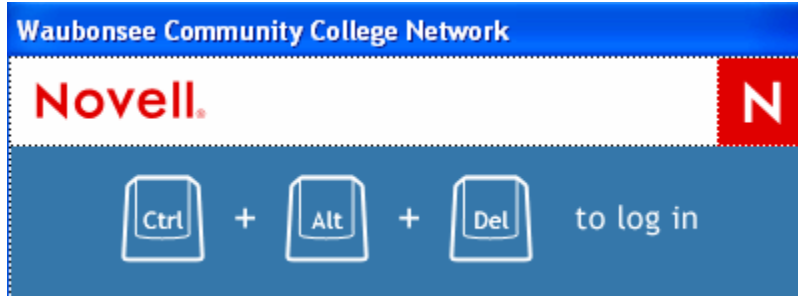 Waubonsee Community College Network
Novell® N
Ctrl + Alt + Del to log in